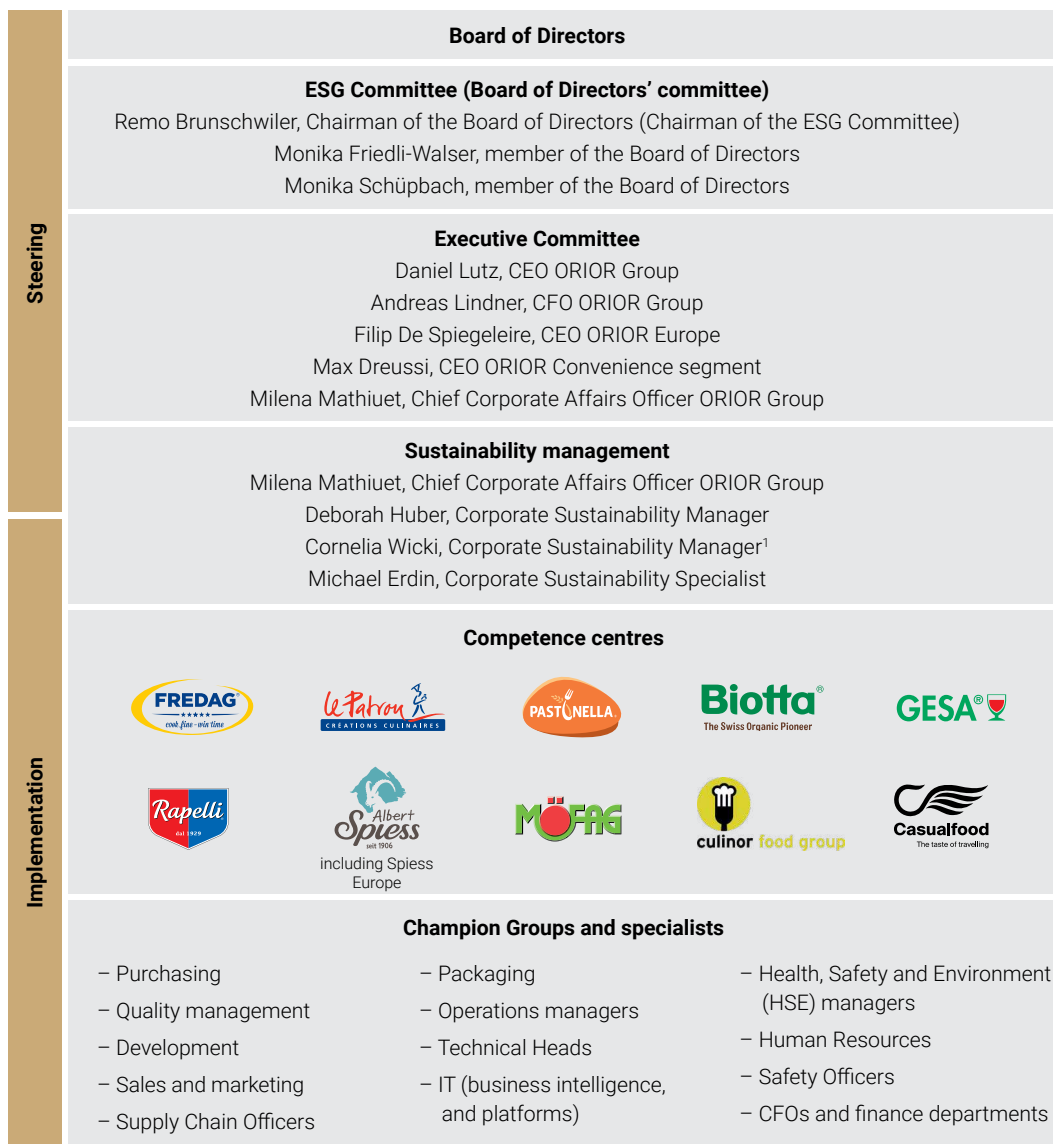 Board of Directors
ESG Committee (Board of Directors’ committee)
Remo Brunschwiler, Chairman of the Board of Directors (Chairman of the ESG Committee)
Monika Friedli-Walser, member of the Board of Directors
Monika Schüpbach, member of the Board of Directors
Steering
Executive Committee
Daniel Lutz, CEO ORIOR Group
Andreas Lindner, CFO ORIOR Group
Filip De Spiegeleire, CEO ORIOR Europe
Max Dreussi, CEO ORIOR Convenience segment
Milena Mathiuet, Chief Corporate Affairs Officer ORIOR Group
Sustainability management
Milena Mathiuet, Chief Corporate Affairs Officer ORIOR Group
Deborah Huber, Corporate Sustainability Manager
Cornelia Wicki, Corporate Sustainability Manager¹
Michael Erdin, Corporate Sustainability Specialist
Implementation
Competence centres
FREDAG®
cook fine - win time
le Patron
CRÉATIONS CULINAIRES
PASTINELLA
Biotta®
The Swiss Organic Pioneer
GESA®
Rapelli
dal 1929
Albert
Spiess
seit 1906
including Spiess
Europe
MÖFAG
culinor food group
Casualfood
The taste of travelling
Champion Groups and specialists
– Purchasing
– Quality management
– Development
– Sales and marketing
– Supply Chain Officers
– Packaging
– Operations managers
– Technical Heads
– IT (business intelligence,
and platforms)
– Health, Safety and Environment
(HSE) managers
– Human Resources
– Safety Officers
– CFOs and finance departments